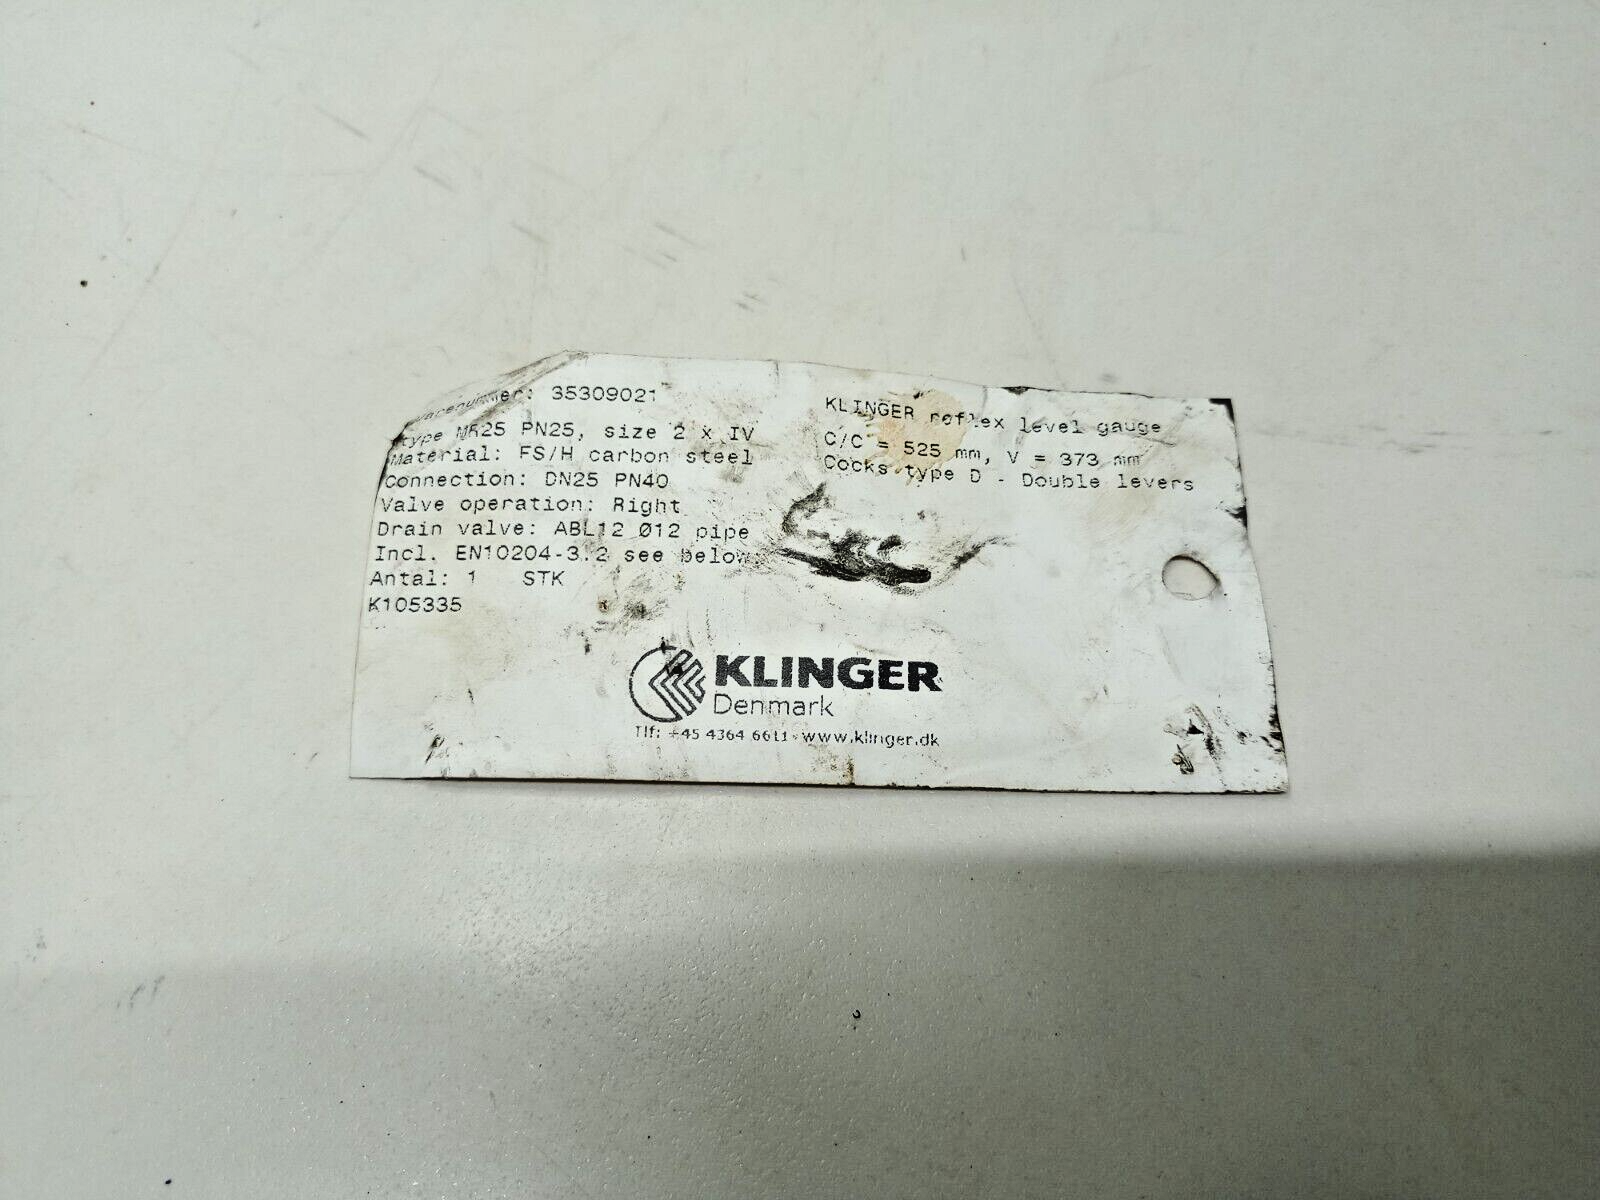 Varenummer: 35309021
type MR25 PN25, size 2 x IV
Material: FS/H carbon steel
Connection: DN25 PN40
Valve operation: Right
Drain valve: ABL12 Ø12 pipe
Incl. EN10204-3.2 see below
Antal: 1 STK
K105335
KLINGER reflex level gauge
C/C = 525 mm, V = 373 mm
Cocks type D - Double levers
KLINGER
Denmark
Tlf: +45 4364 6611 - www.klinger.dk